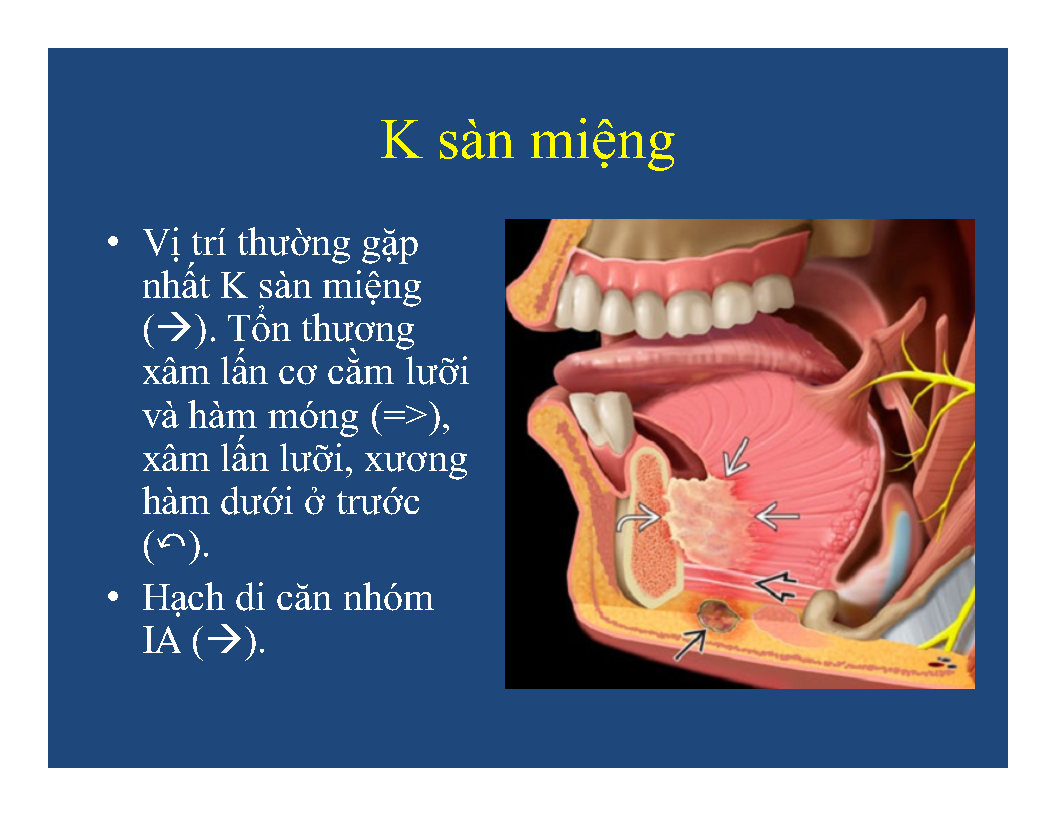 K sàn miệng
• Vị trí thường gặp
nhất K sàn miệng
(→). Tổn thương
xâm lấn cơ cằm lưỡi
và hàm móng (=>),
xâm lấn lưỡi, xương
hàm dưới ở trước
(⤺).
• Hạch di căn nhóm
IA (→).